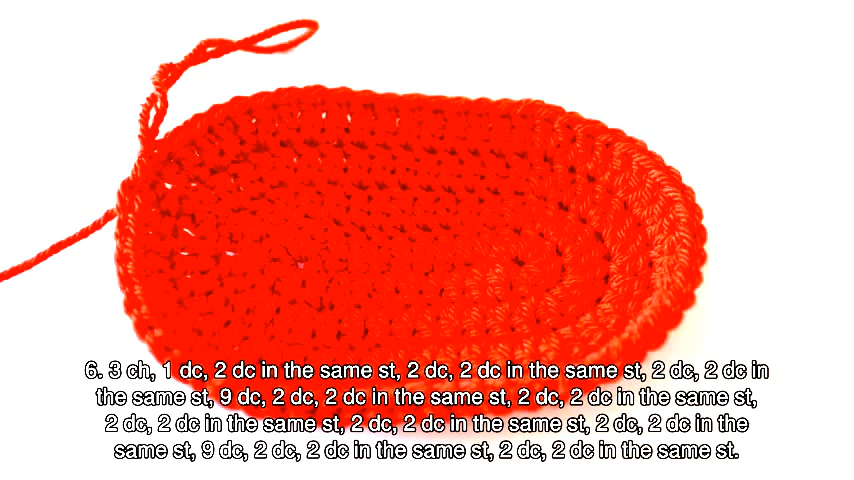 6. 3 ch, 1 dc, 2 dc in the same st, 2 dc, 2 dc in the same st, 2 dc, 2 dc in
the same st, 9 dc, 2 dc, 2 dc in the same st, 2 dc, 2 dc in the same st,
2 dc, 2 dc in the same st, 2 dc, 2 dc in the same st, 2 dc, 2 dc in the
same st, 9 dc, 2 dc, 2 dc in the same st, 2 dc, 2 dc in the same st.